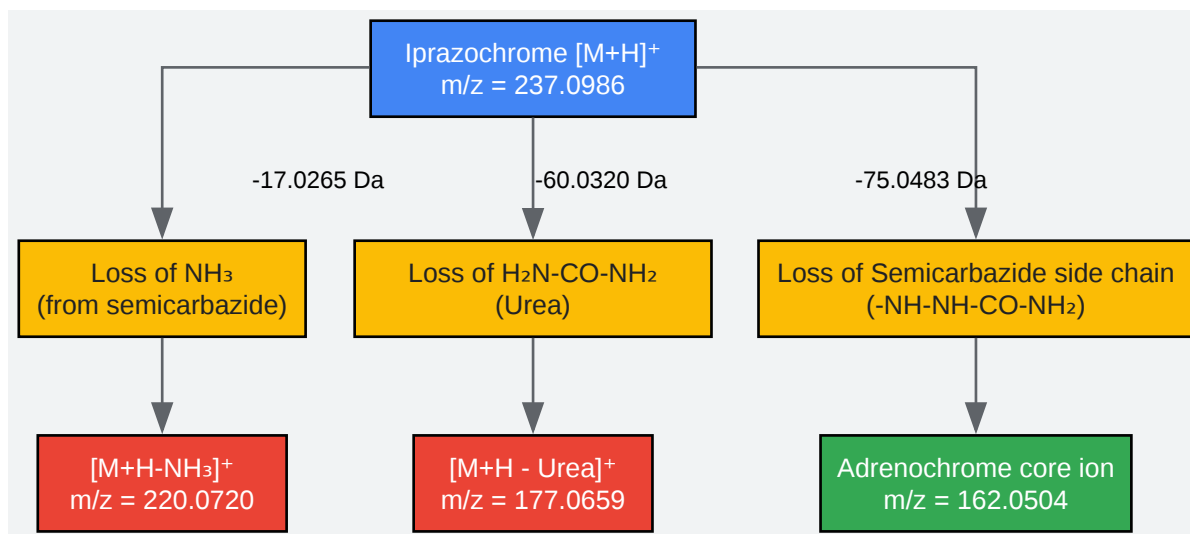 Iprazochrome [M+H]⁺
m/z = 237.0986
-17.0265 Da
-60.0320 Da
-75.0483 Da
Loss of NH₃
(from semicarbazide)
Loss of H₂N-CO-NH₂
(Urea)
Loss of Semicarbazide side chain
(-NH-NH-CO-NH₂)
[M+H-NH₃]⁺
m/z = 220.0720
[M+H - Urea]⁺
m/z = 177.0659
Adrenochrome core ion
m/z = 162.0504